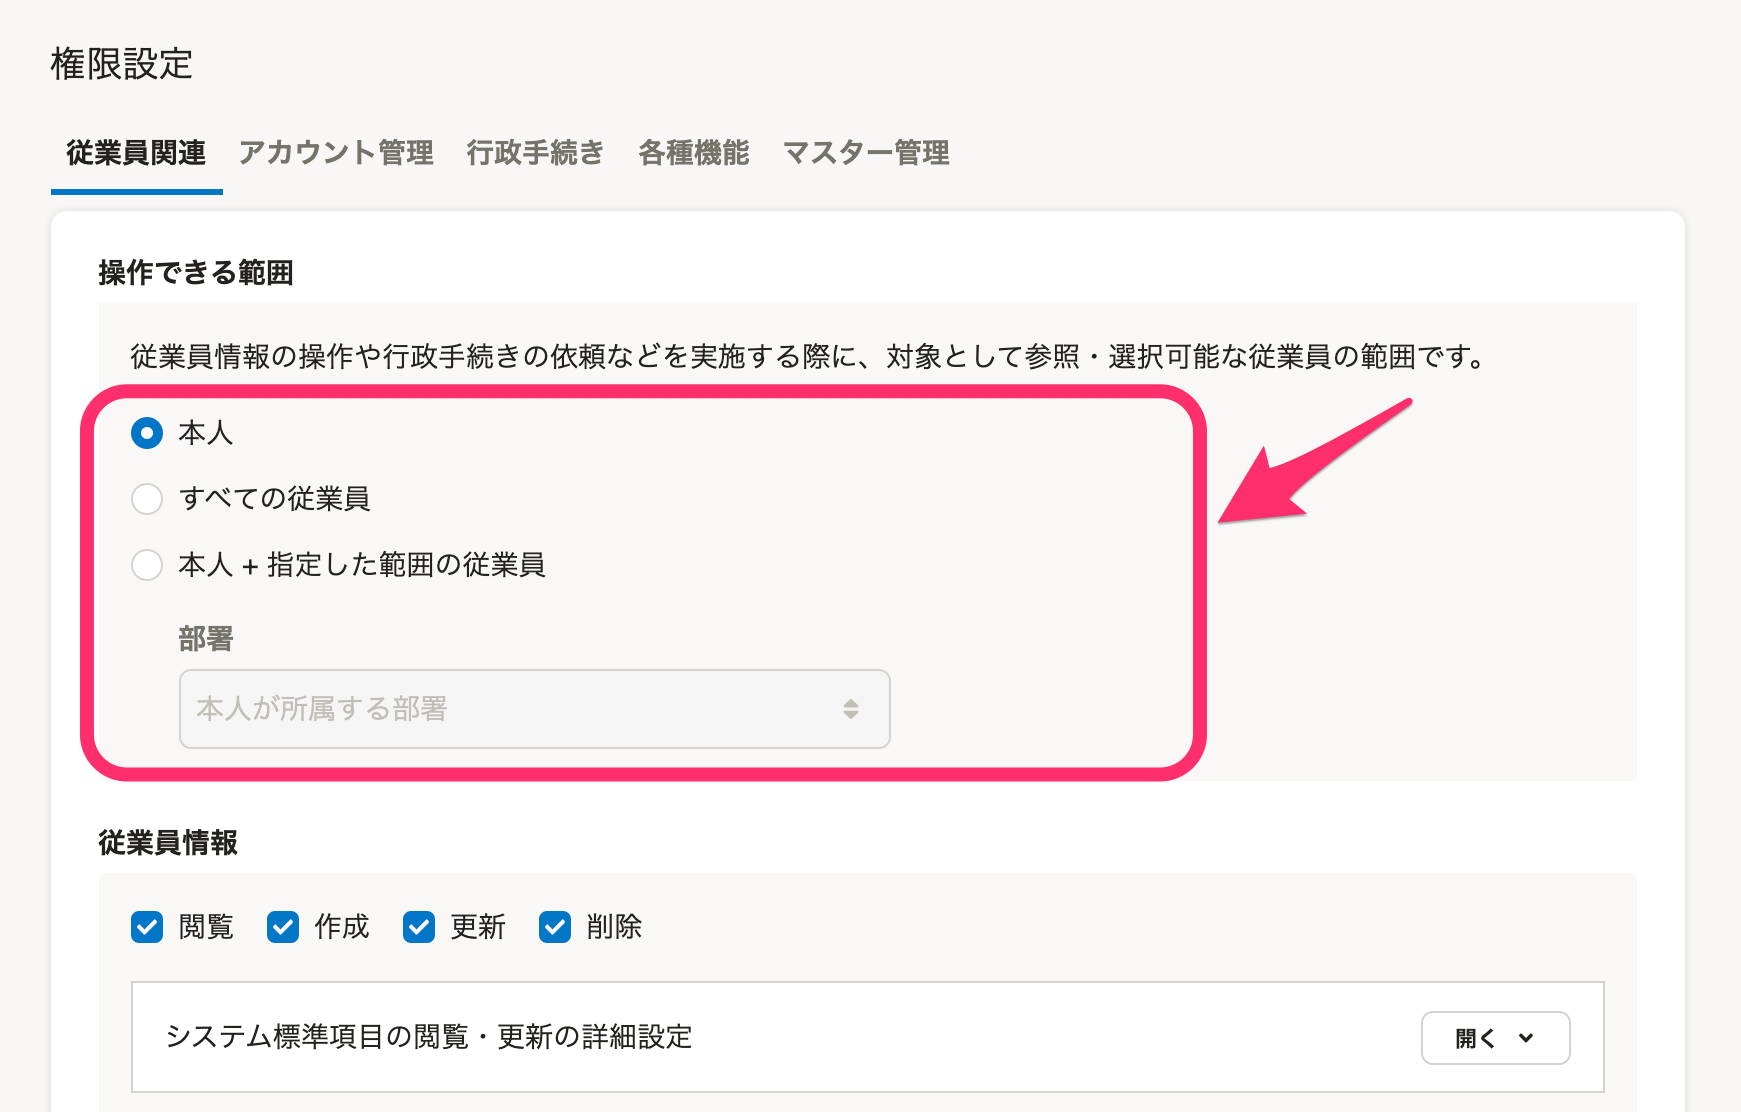 権限設定
従業員関連 アカウント管理 行政手続き 各種機能 マスター管理
操作できる範囲
従業員情報の操作や行政手続きの依頼などを実施する際に、対象として参照・選択可能な従業員の範囲です。
本人
すべての従業員
本人 + 指定した範囲の従業員
部署
本人が所属する部署
従業員情報
閲覧 作成 更新 削除
システム標準項目の閲覧・更新の詳細設定 開く